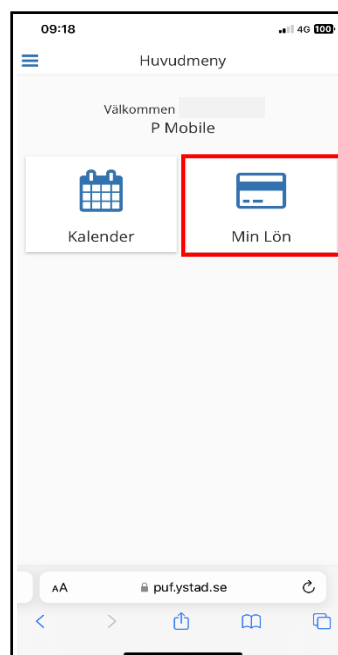 09:18 4G 100
Huvudmeny
Välkommen
P Mobile
Kalender Min Lön
AA puf.ystad.se